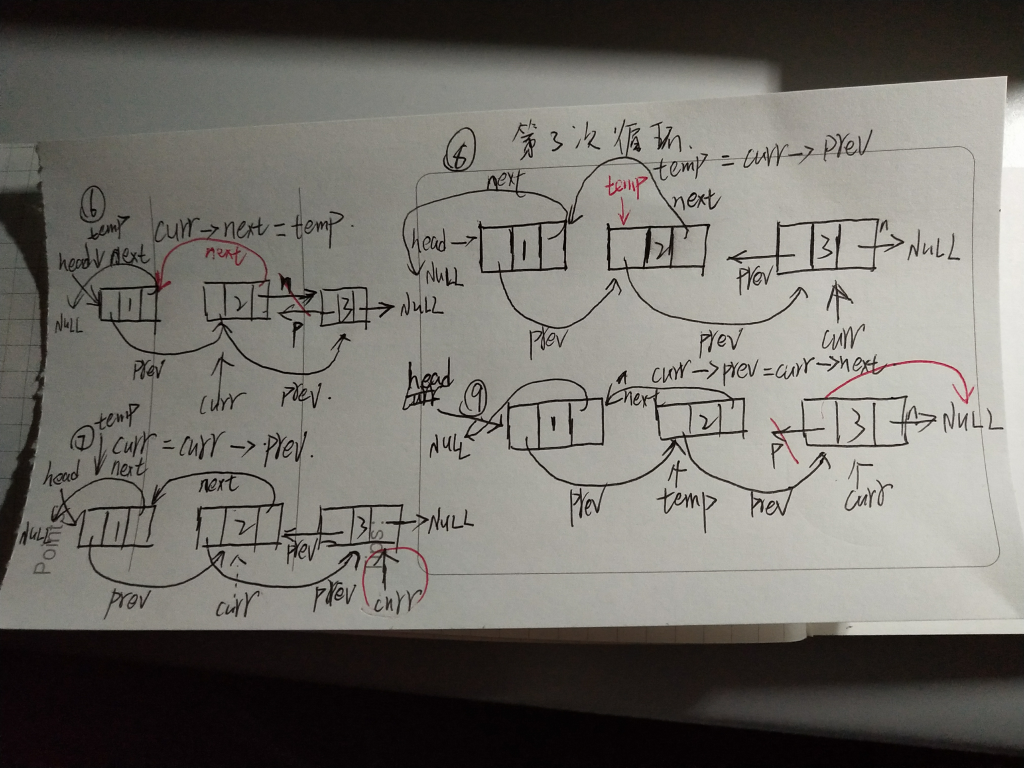 ⑥
temp
curr→next = temp.
head next next
1 2 n 3 NULL
NULL P
prev
curr prev.
⑦ temp
curr = curr → prev.
next
head next
1 2 3 NULL
NULL prev
prev curr prev curr
⑧ 第3次循环.
temp = curr→prev
next temp next
head→ 1 2 3 n NULL
NULL prev
prev prev curr
head ⑨ curr→prev=curr→next
n
next
1 2 3 n NULL
NULL P
prev temp prev curr